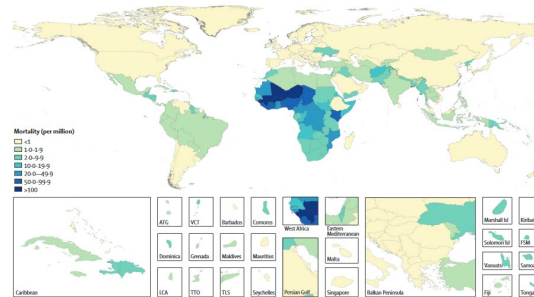 Mortality (per million)
<1
1·0-1·9
2·0-9·9
10·0-19·9
20·0-49·9
50·0-99·9
>100
Caribbean
ATG
VCT
Barbados
Comoros
West Africa
Eastern
Mediterranean
Dominica
Grenada
Maldives
Mauritius
Malta
LCA
TTO
TLS
Seychelles
Persian Gulf
Singapore
Balkan Peninsula
Marshall Isl
Kiribati
Solomon Isl
FSM
Vanuatu
Samoa
Fiji
Tonga